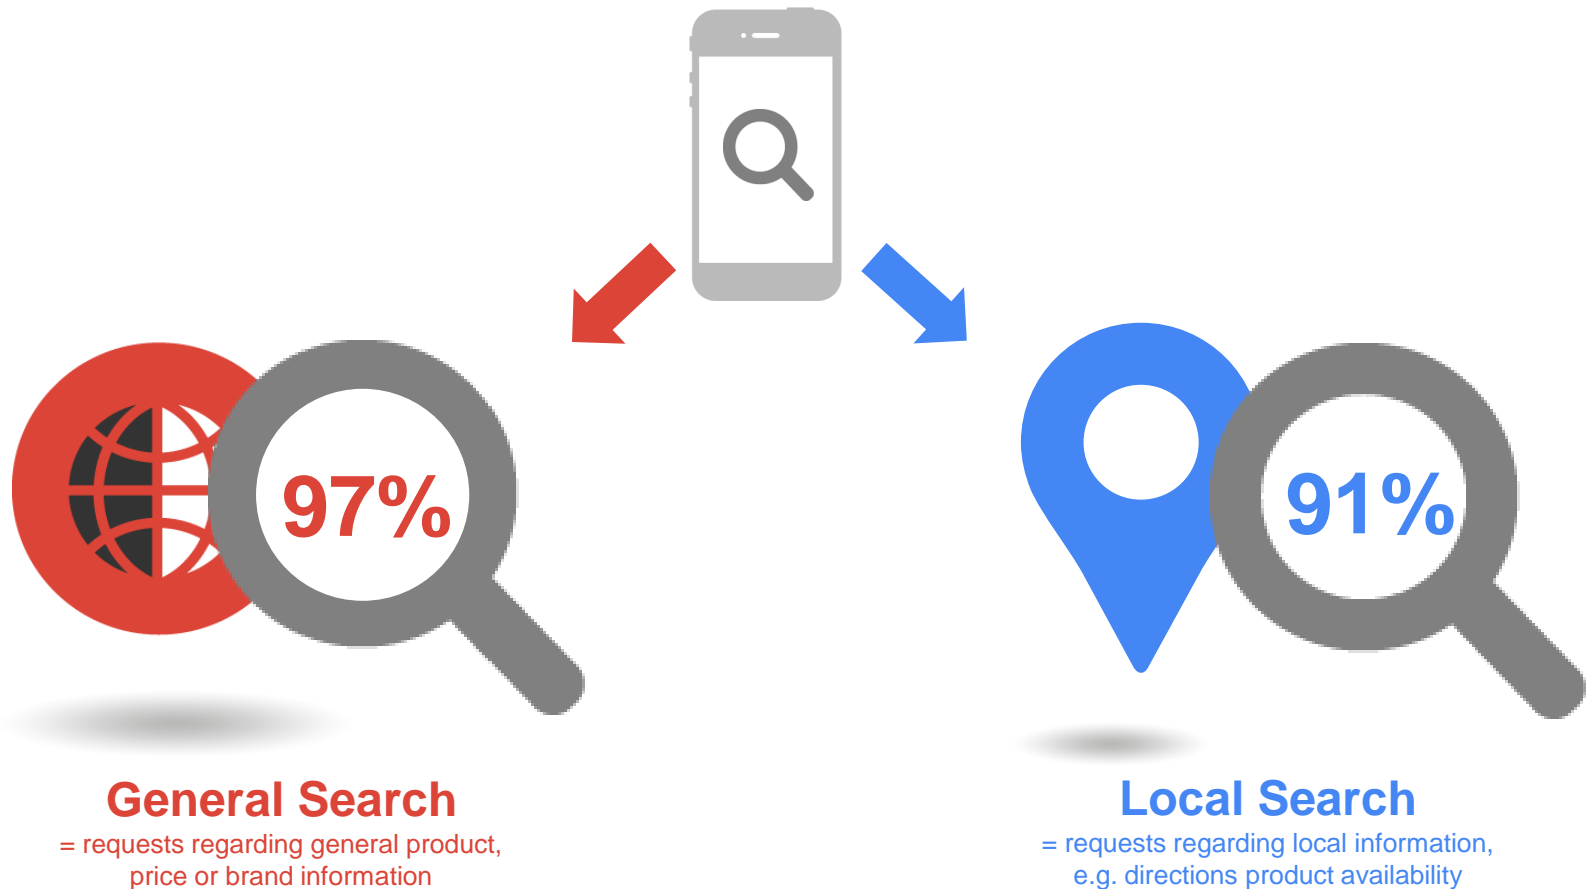 97%
91%
General Search
= requests regarding general product,
price or brand information
Local Search
= requests regarding local information,
e.g. directions product availability